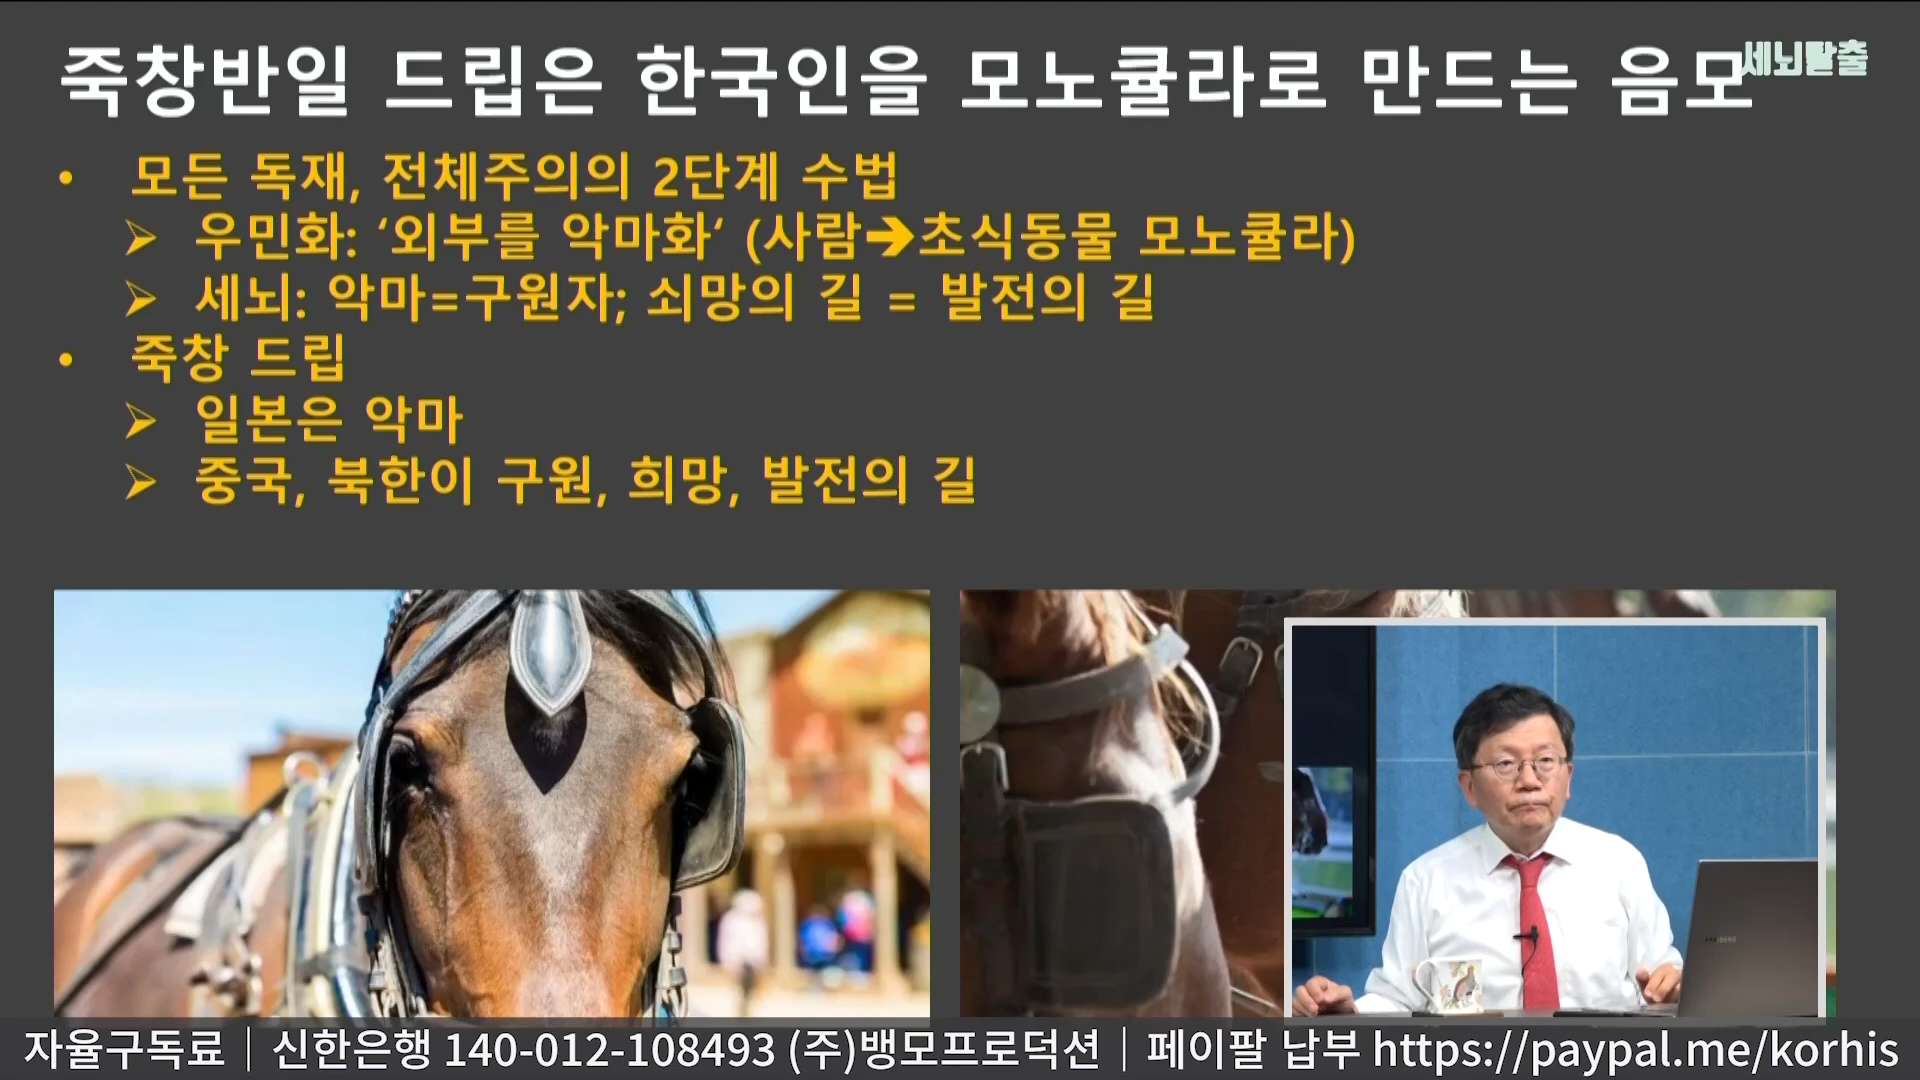 죽창반일 드립은 한국인을 모노큘라로 만드는 음모
세뇌탈출
• 모든 독재, 전체주의의 2단계 수법
➢ 우민화: ‘외부를 악마화‘ (사람➔초식동물 모노큘라)
➢ 세뇌: 악마=구원자; 쇠망의 길 = 발전의 길
• 죽창 드립
➢ 일본은 악마
➢ 중국, 북한이 구원, 희망, 발전의 길
자율구독료｜신한은행 140-012-108493 (주)뱅모프로덕션｜페이팔 납부 https://paypal.me/korhis